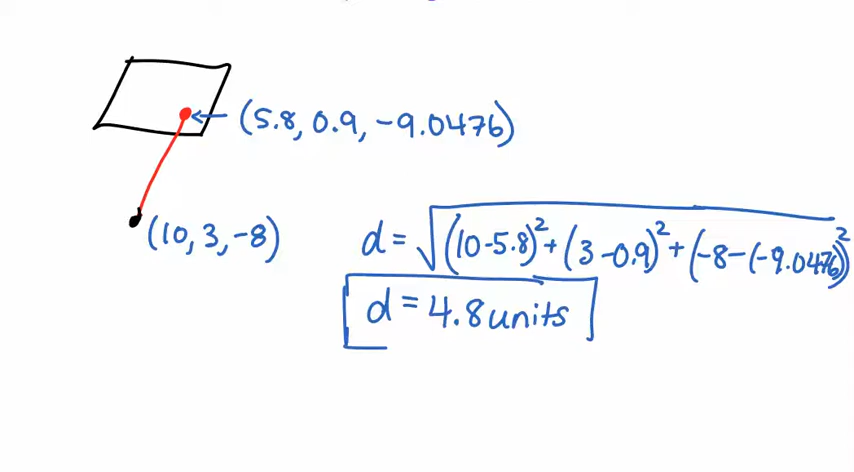 (5.8, 0.9, -9.0476)
(10, 3, -8)
d = √(10-5.8)²+(3-0.9)²+(-8-(-9.0476))²
d = 4.8 units